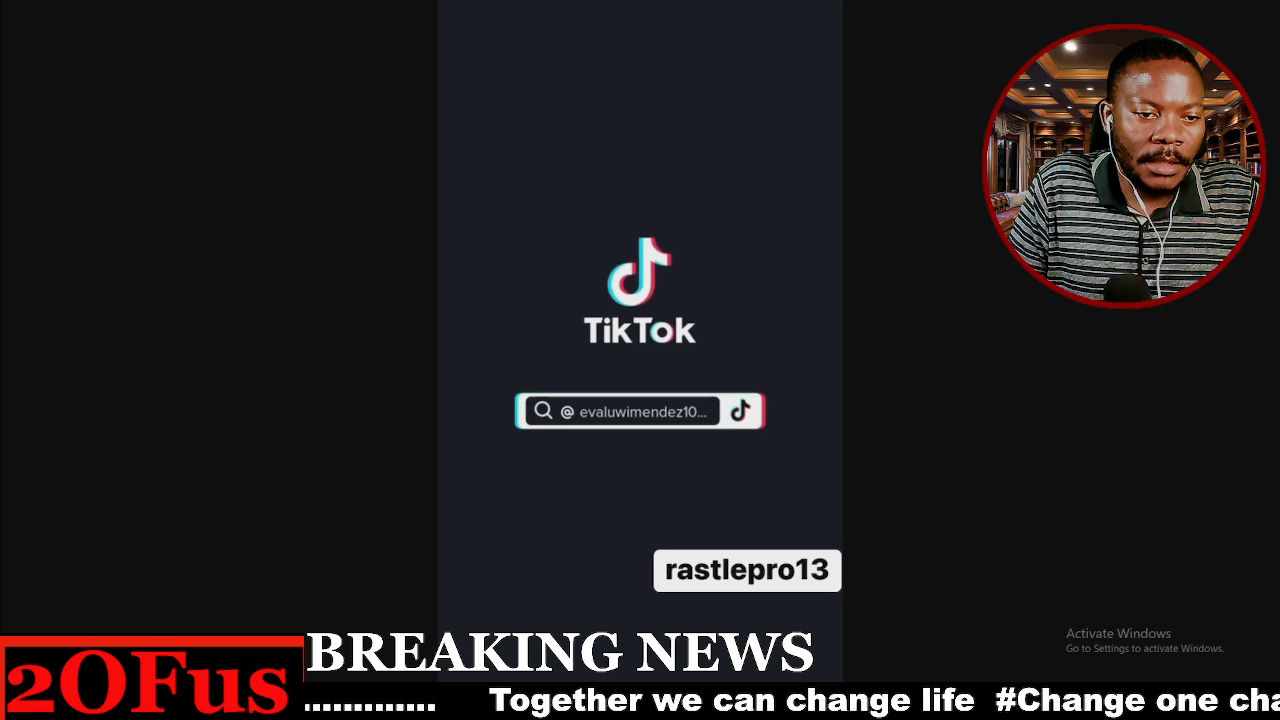 TikTok
@ evaluwimendez10...
rastlepro13
Activate Windows
Go to Settings to activate Windows.
BREAKING NEWS
2OFus
............. Together we can change life #Change one cha